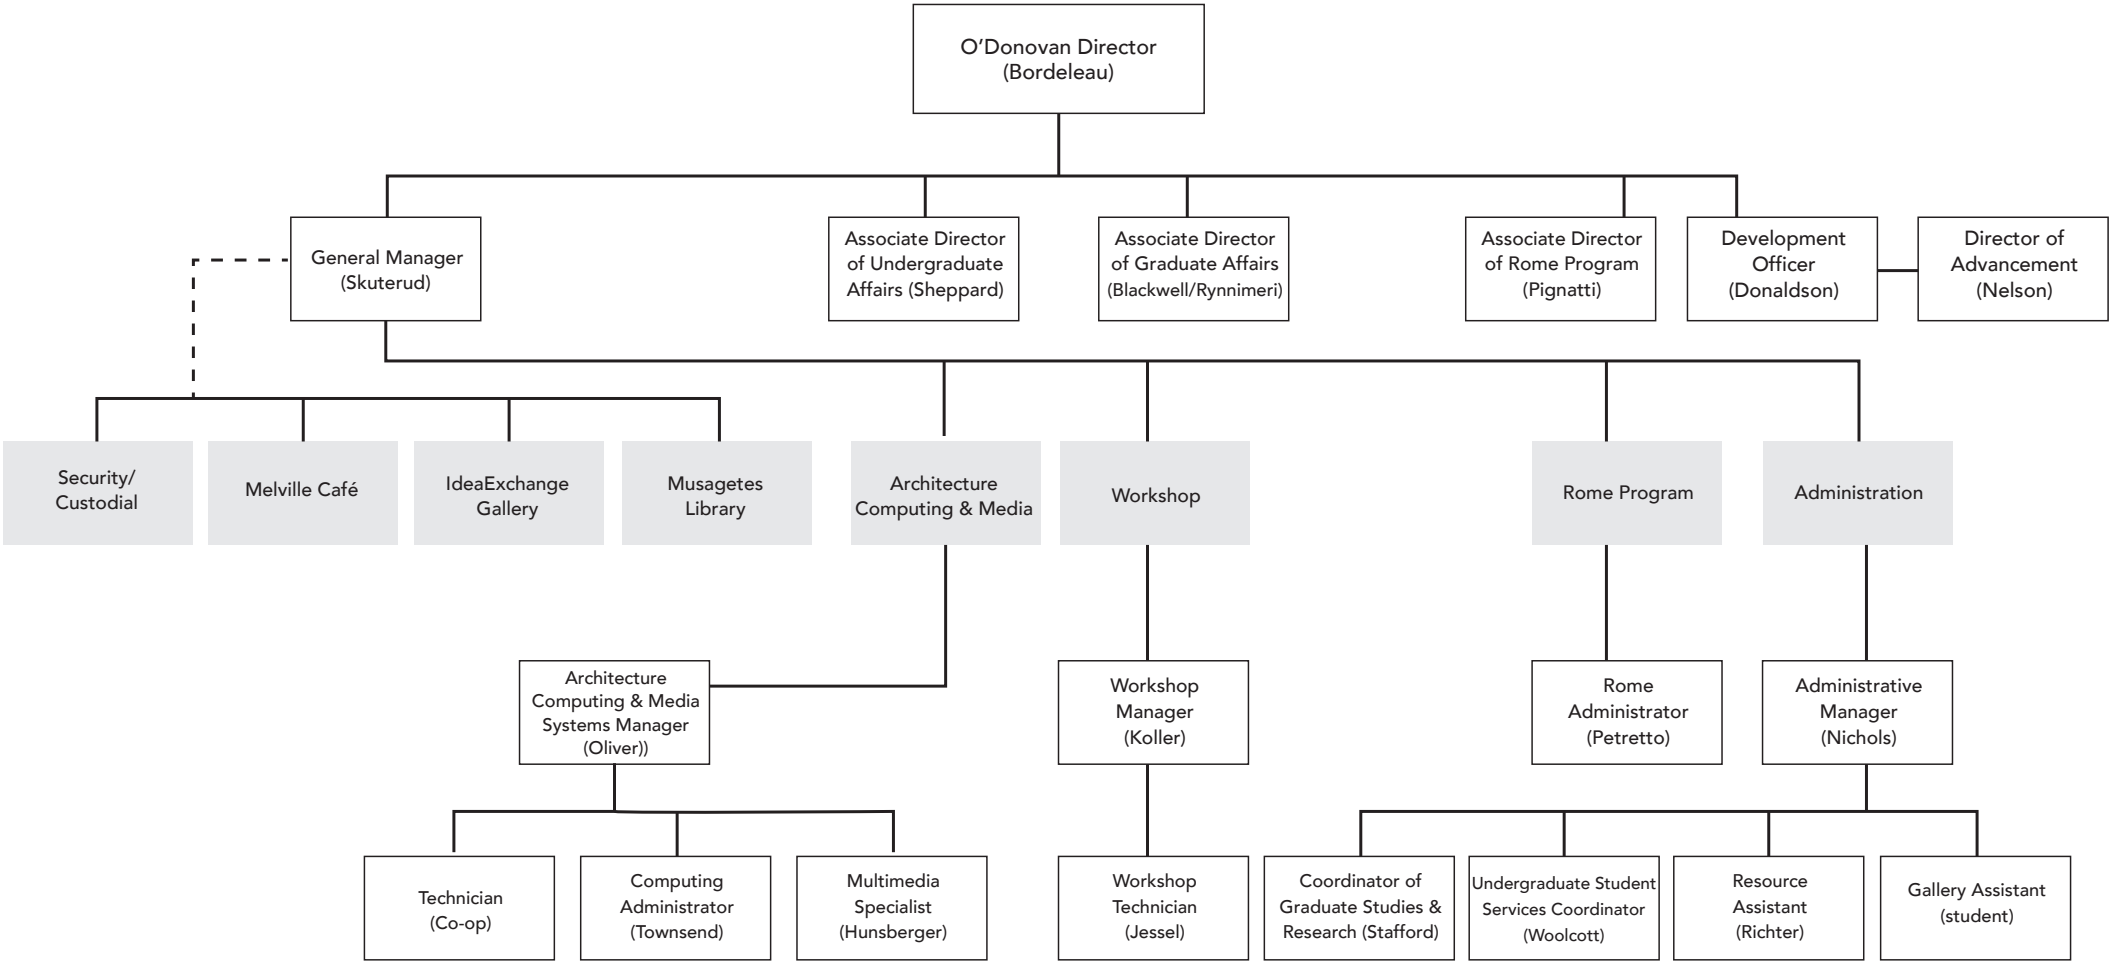 O’Donovan Director
(Bordeleau)
General Manager
(Skuterud)
Associate Director
of Undergraduate
Affairs (Sheppard)
Associate Director
of Graduate Affairs
(Blackwell/Rynnimeri)
Associate Director
of Rome Program
(Pignatti)
Development
Officer
(Donaldson)
Director of
Advancement
(Nelson)
Security/
Custodial
Melville Café
IdeaExchange
Gallery
Musagetes
Library
Architecture
Computing & Media
Workshop
Rome Program
Administration
Architecture
Computing & Media
Systems Manager
(Oliver))
Workshop
Manager
(Koller)
Rome
Administrator
(Petretto)
Administrative
Manager
(Nichols)
Technician
(Co-op)
Computing
Administrator
(Townsend)
Multimedia
Specialist
(Hunsberger)
Workshop
Technician
(Jessel)
Coordinator of
Graduate Studies &
Research (Stafford)
Undergraduate Student
Services Coordinator
(Woolcott)
Resource
Assistant
(Richter)
Gallery Assistant
(student)